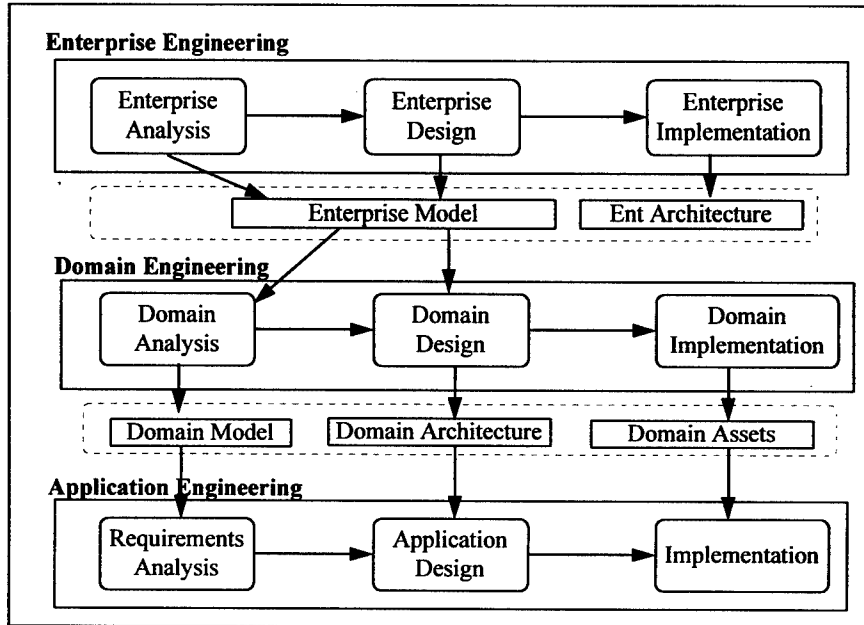 Enterprise Engineering
Enterprise
Analysis
Enterprise
Design
Enterprise
Implementation
Enterprise Model
Ent Architecture
Domain Engineering
Domain
Analysis
Domain
Design
Domain
Implementation
Domain Model
Domain Architecture
Domain Assets
Application Engineering
Requirements
Analysis
Application
Design
Implementation